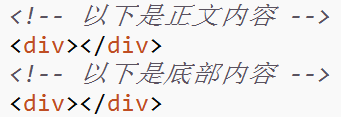 <!-- 以下是正文内容 -->
<div></div>
<!-- 以下是底部内容 -->
<div></div>